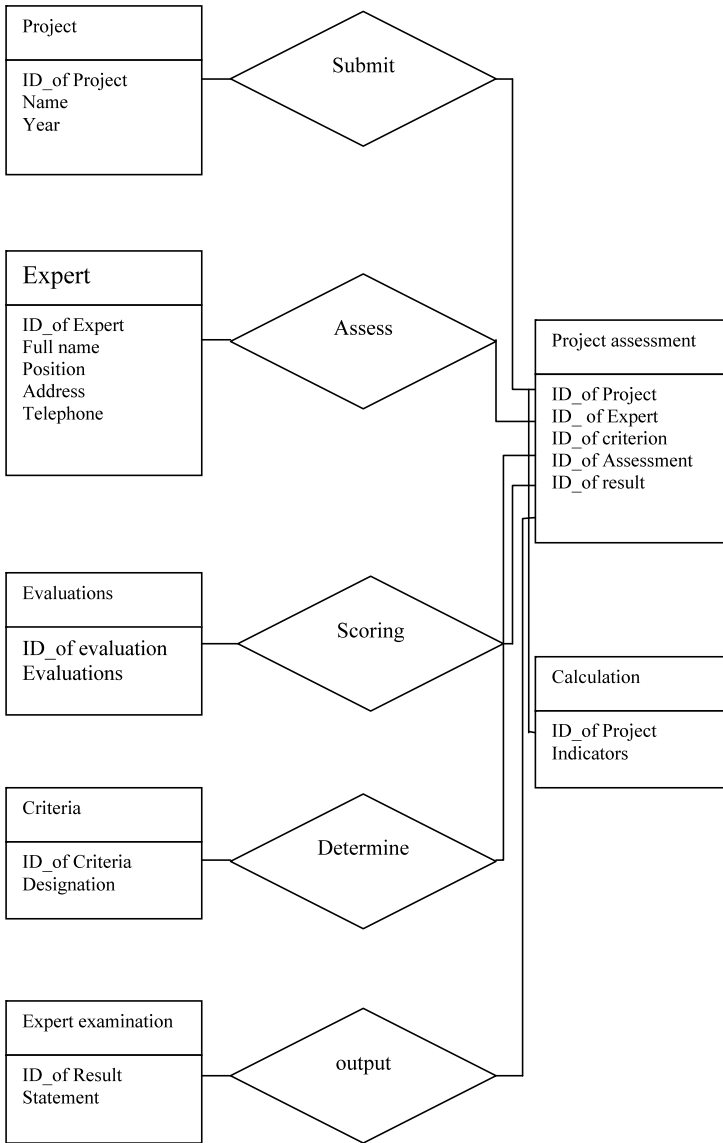 Project
ID_of Project
Name
Year
Submit
Expert
ID_of Expert
Full name
Position
Address
Telephone
Assess
Project assessment
ID_of Project
ID_ of Expert
ID_of criterion
ID_of Assessment
ID_of result
Evaluations
ID_of evaluation
Evaluations
Scoring
Calculation
ID_of Project
Indicators
Criteria
ID_of Criteria
Designation
Determine
Expert examination
ID_of Result
Statement
output